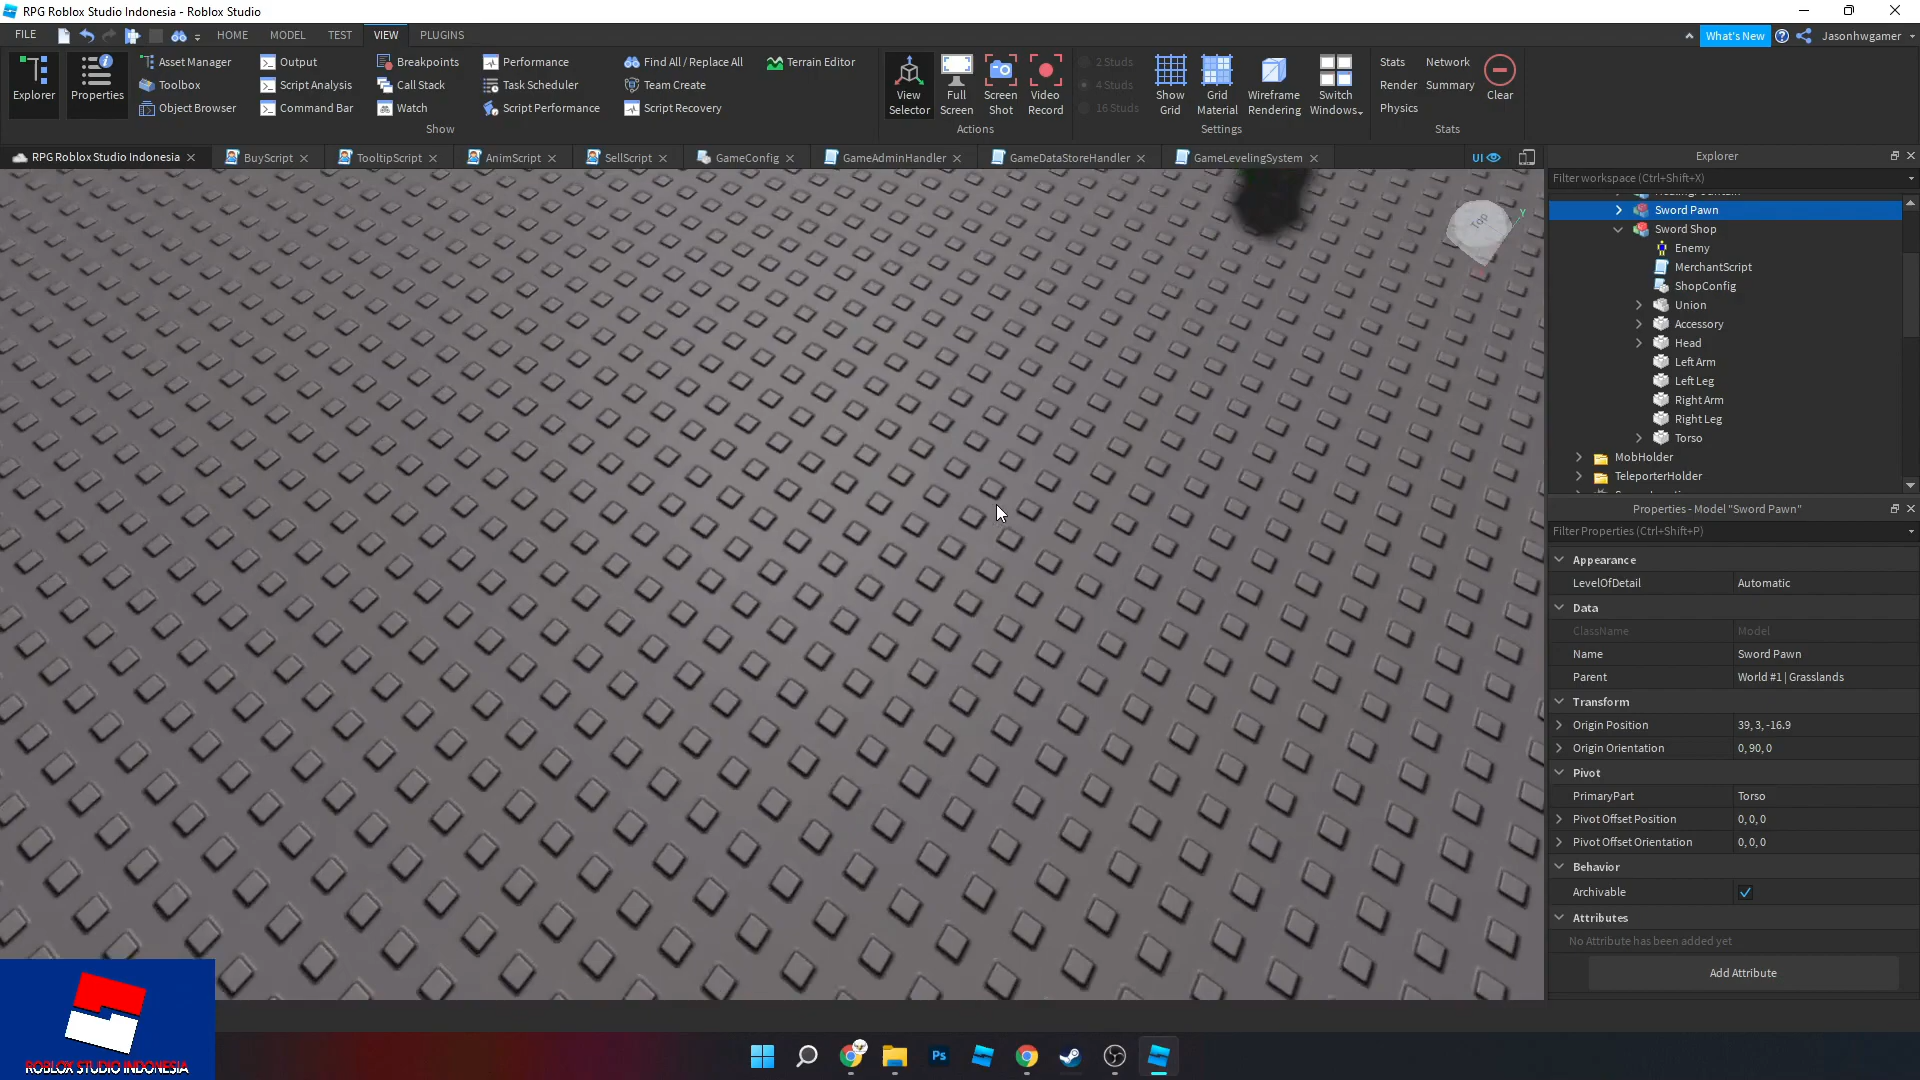 RPG Roblox Studio Indonesia - Roblox Studio
FILE HOME MODEL TEST VIEW PLUGINS What's New Jasonhwgamer
Explorer
Properties
Asset Manager
Toolbox
Object Browser
Output
Script Analysis
Command Bar
Breakpoints
Call Stack
Watch
Performance
Task Scheduler
Script Performance
Find All / Replace All
Team Create
Script Recovery
Terrain Editor
Show
View
Selector
Full
Screen
Screen
Shot
Video
Record
Actions
2 Studs
4 Studs
16 Studs
Show
Grid
Grid
Material
Wireframe
Rendering
Switch
Windows
Settings
Stats
Render
Physics
Network
Summary
Clear
Stats
RPG Roblox Studio Indonesia BuyScript TooltipScript AnimScript SellScript GameConfig GameAdminHandler GameDataStoreHandler GameLevelingSystem UI
Top
Y
Explorer
Filter workspace (Ctrl+Shift+X)
Sword Pawn
Sword Shop
Enemy
MerchantScript
ShopConfig
Union
Accessory
Head
Left Arm
Left Leg
Right Arm
Right Leg
Torso
MobHolder
TeleporterHolder
Properties - Model "Sword Pawn"
Filter Properties (Ctrl+Shift+P)
Appearance
LevelOfDetail Automatic
Data
ClassName Model
Name Sword Pawn
Parent World #1 | Grasslands
Transform
Origin Position 39, 3, -16.9
Origin Orientation 0, 90, 0
Pivot
PrimaryPart Torso
Pivot Offset Position 0, 0, 0
Pivot Offset Orientation 0, 0, 0
Behavior
Archivable
Attributes
No Attribute has been added yet
Add Attribute
ROBLOX STUDIO INDONESIA
Ps